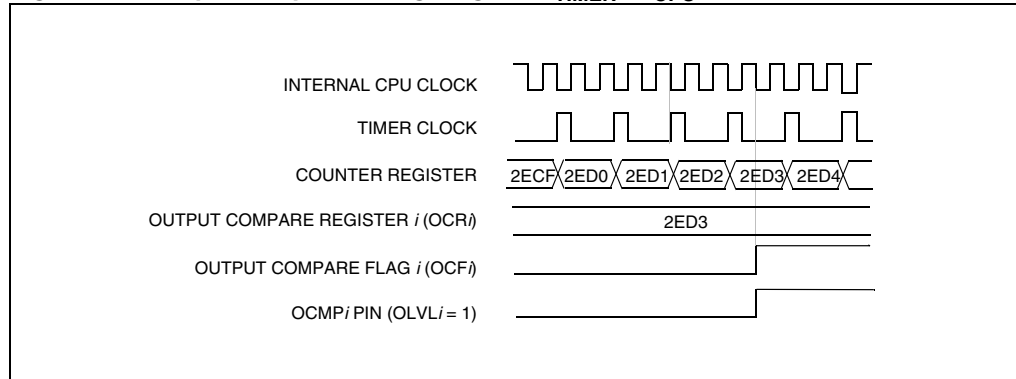 INTERNAL CPU CLOCK
TIMER CLOCK
COUNTER REGISTER 2ECF 2ED0 2ED1 2ED2 2ED3 2ED4
OUTPUT COMPARE REGISTER i (OCRi) 2ED3
OUTPUT COMPARE FLAG i (OCFi)
OCMPi PIN (OLVLi = 1)